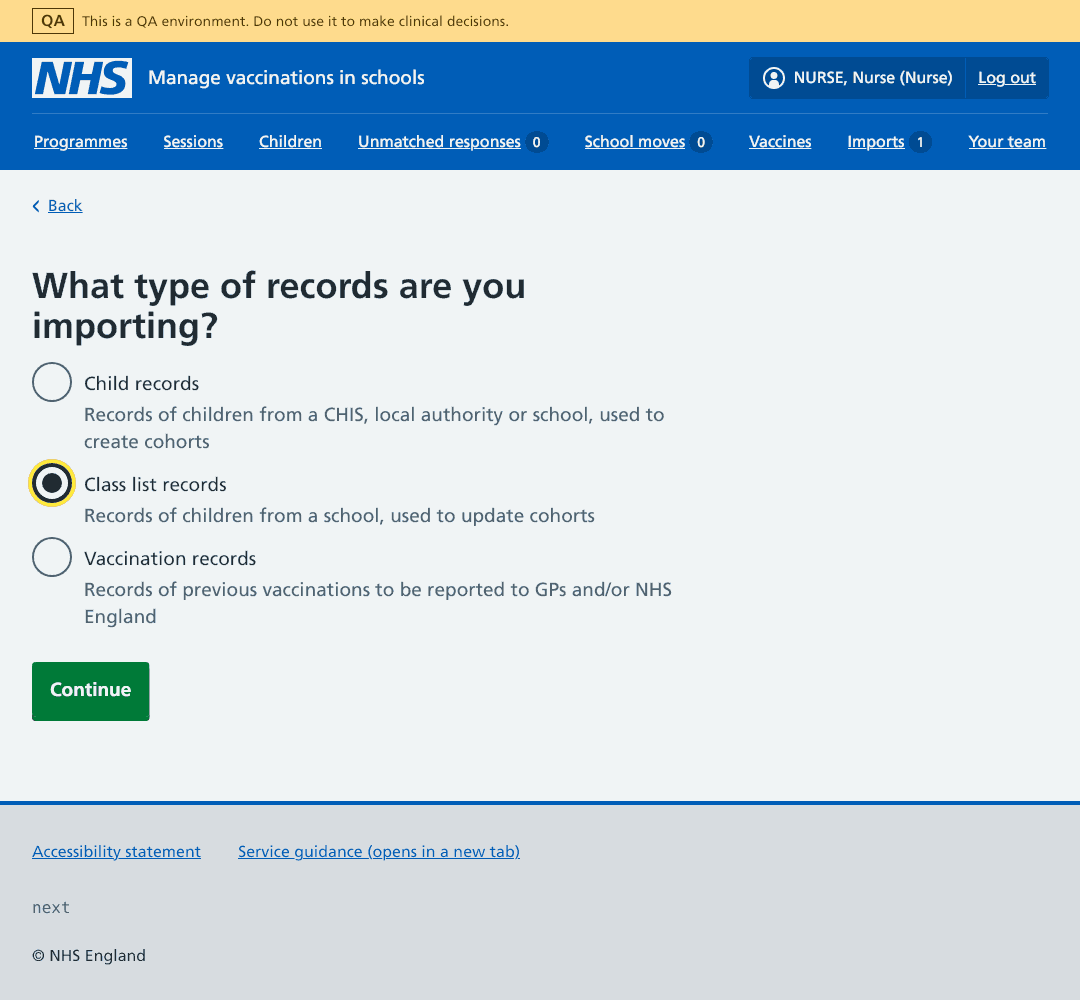 QA This is a QA environment. Do not use it to make clinical decisions.
NHS Manage vaccinations in schools NURSE, Nurse (Nurse) Log out
Programmes Sessions Children Unmatched responses 0 School moves 0 Vaccines Imports 1 Your team
Back
What type of records are you
importing?
Child records
Records of children from a CHIS, local authority or school, used to
create cohorts
Class list records
Records of children from a school, used to update cohorts
Vaccination records
Records of previous vaccinations to be reported to GPs and/or NHS
England
Continue
Accessibility statement Service guidance (opens in a new tab)
next
© NHS England